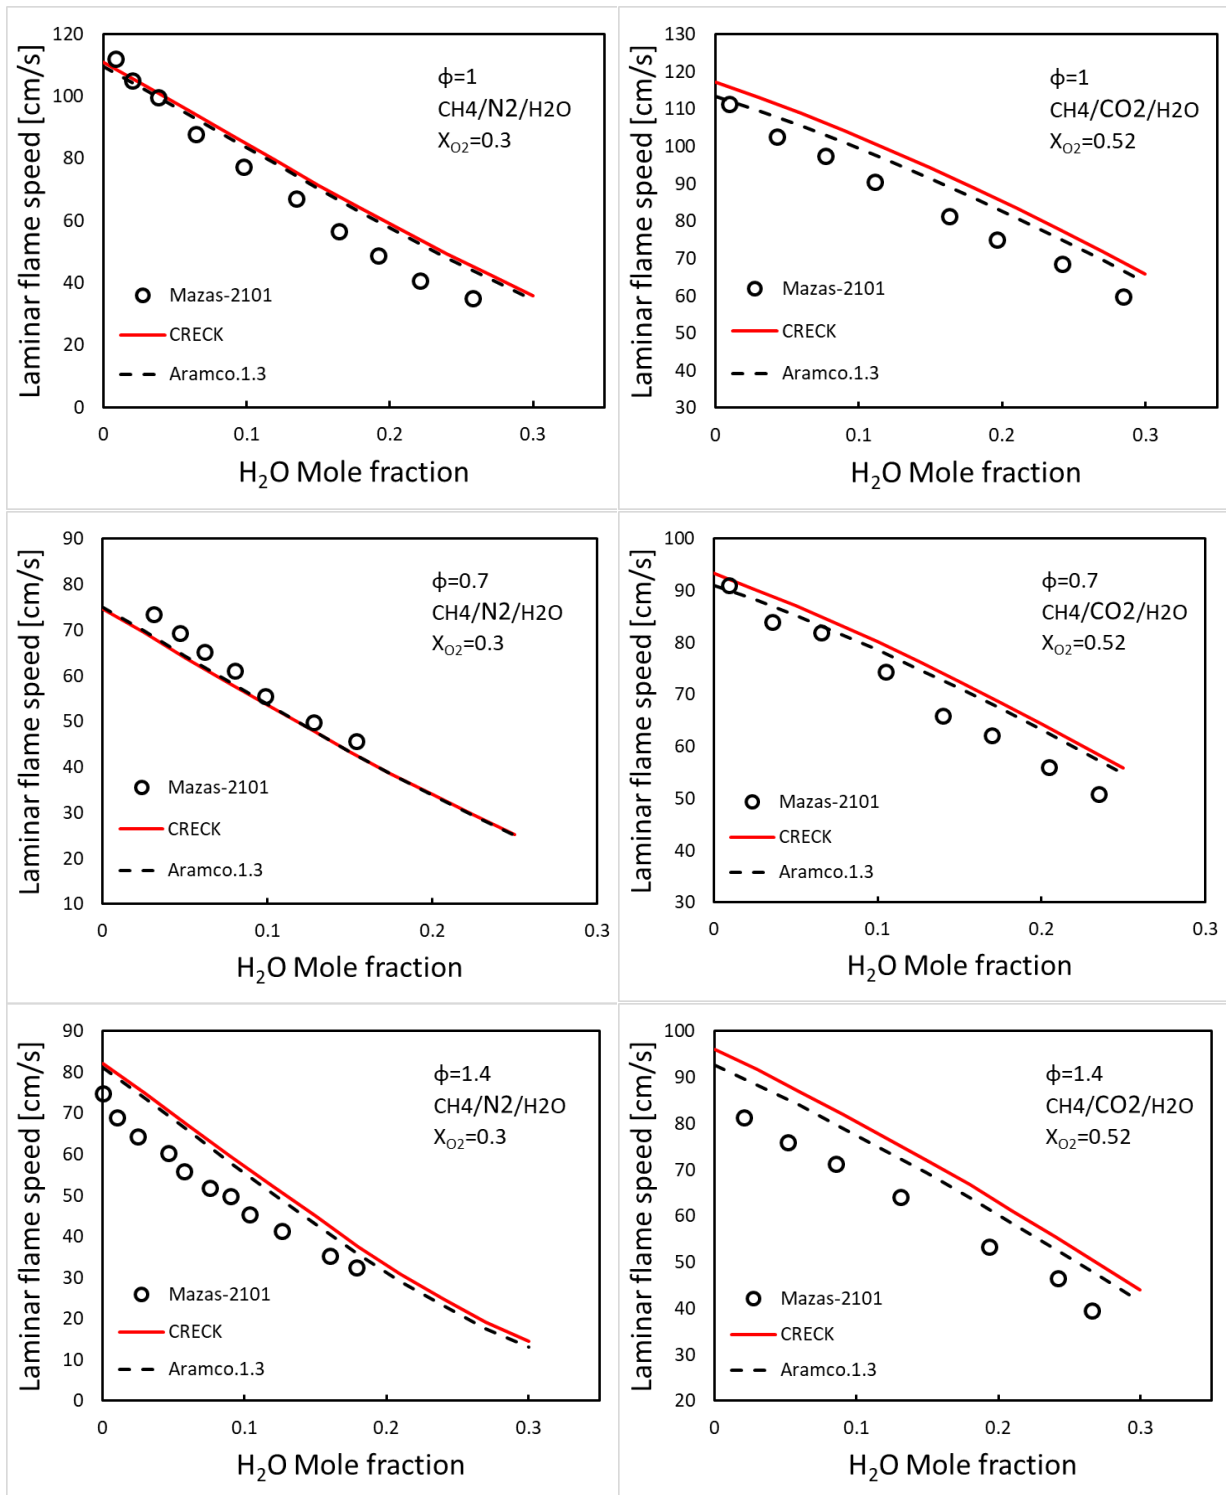 Laminar flame speed [cm/s]
120
100
80
60
40
20
0
0 0.1 0.2 0.3
H₂O Mole fraction
ϕ=1
CH4/N2/H2O
X_O2=0.3
Mazas-2101
CRECK
Aramco.1.3
Laminar flame speed [cm/s]
130
120
110
100
90
80
70
60
50
40
30
0 0.1 0.2 0.3
H₂O Mole fraction
ϕ=1
CH4/CO2/H2O
X_O2=0.52
Mazas-2101
CRECK
Aramco.1.3
Laminar flame speed [cm/s]
90
80
70
60
50
40
30
20
10
0 0.1 0.2 0.3
H₂O Mole fraction
ϕ=0.7
CH4/N2/H2O
X_O2=0.3
Mazas-2101
CRECK
Aramco.1.3
Laminar flame speed [cm/s]
100
90
80
70
60
50
40
30
0 0.1 0.2 0.3
H₂O Mole fraction
ϕ=0.7
CH4/CO2/H2O
X_O2=0.52
Mazas-2101
CRECK
Aramco.1.3
Laminar flame speed [cm/s]
90
80
70
60
50
40
30
20
10
0
0 0.1 0.2 0.3
H₂O Mole fraction
ϕ=1.4
CH4/N2/H2O
X_O2=0.3
Mazas-2101
CRECK
Aramco.1.3
Laminar flame speed [cm/s]
100
90
80
70
60
50
40
30
20
0 0.1 0.2 0.3
H₂O Mole fraction
ϕ=1.4
CH4/CO2/H2O
X_O2=0.52
Mazas-2101
CRECK
Aramco.1.3